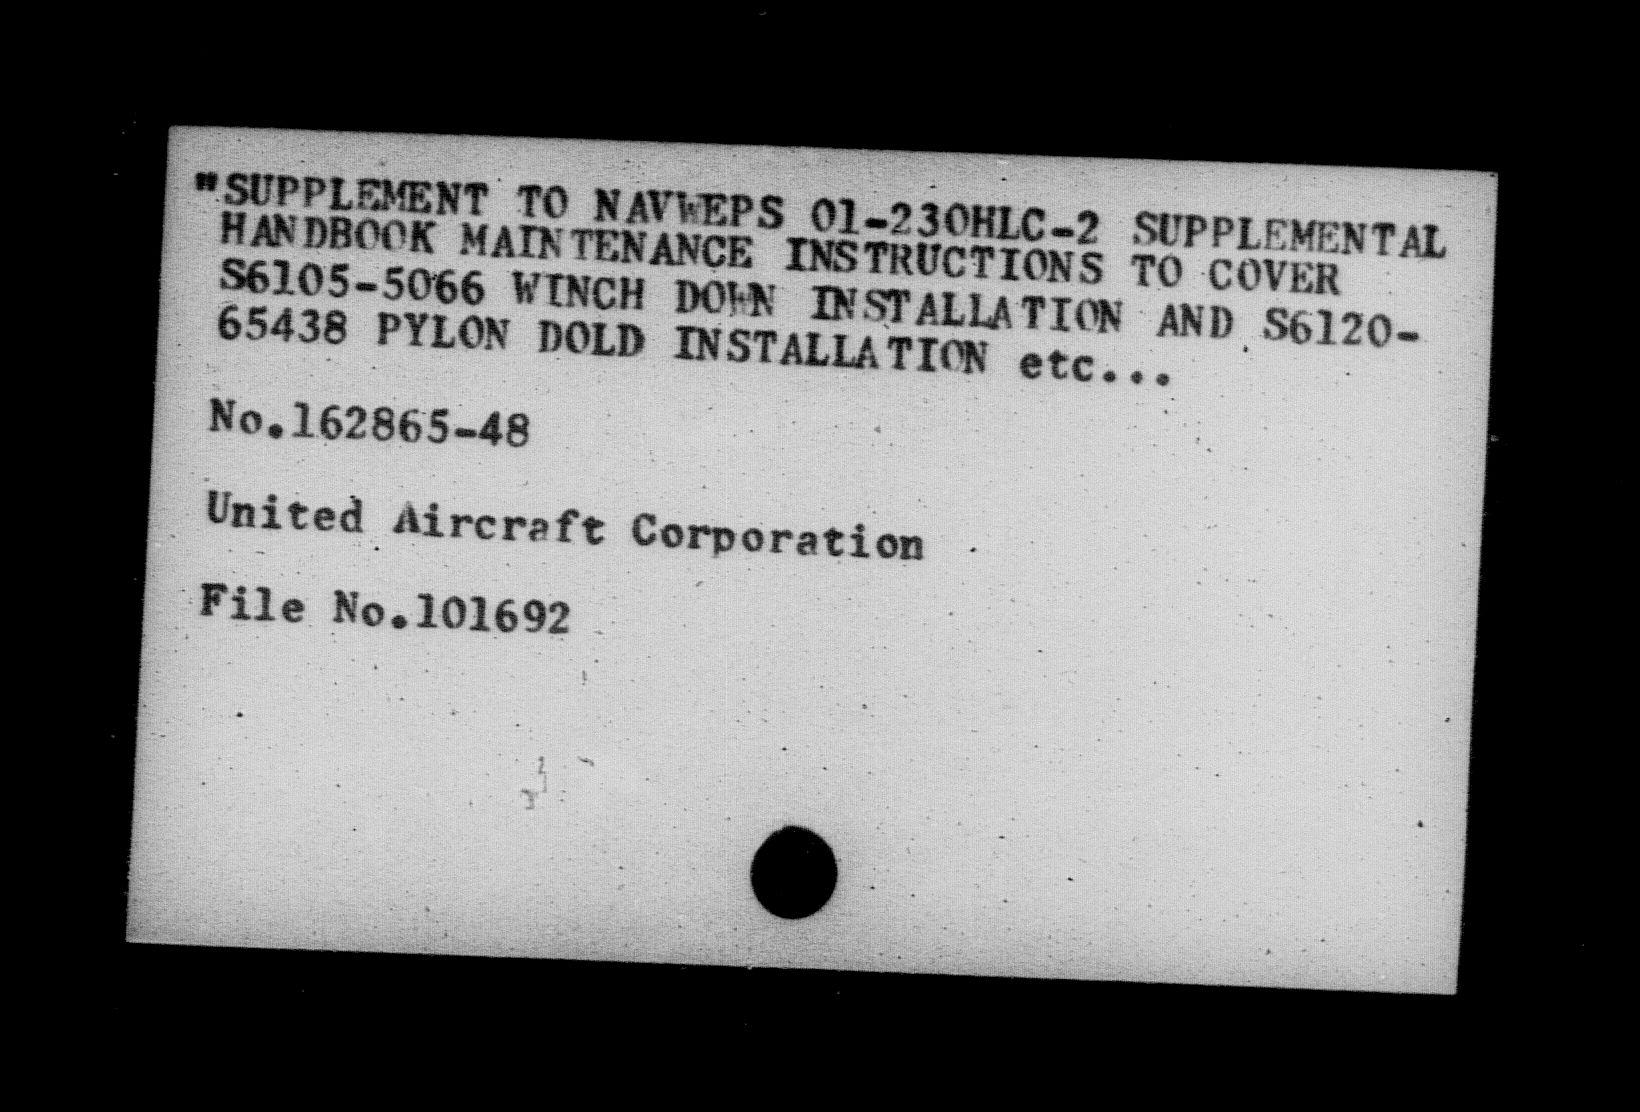 "SUPPLEMENT TO NAVWEPS 01-230HLC-2 SUPPLEMENTAL
HANDBOOK MAINTENANCE INSTRUCTIONS TO COVER
S6105-5066 WINCH DOWN INSTALLATION AND S6120-
65438 PYLON DOLD INSTALLATION etc...
No.162865-48
United Aircraft Corporation
File No.101692